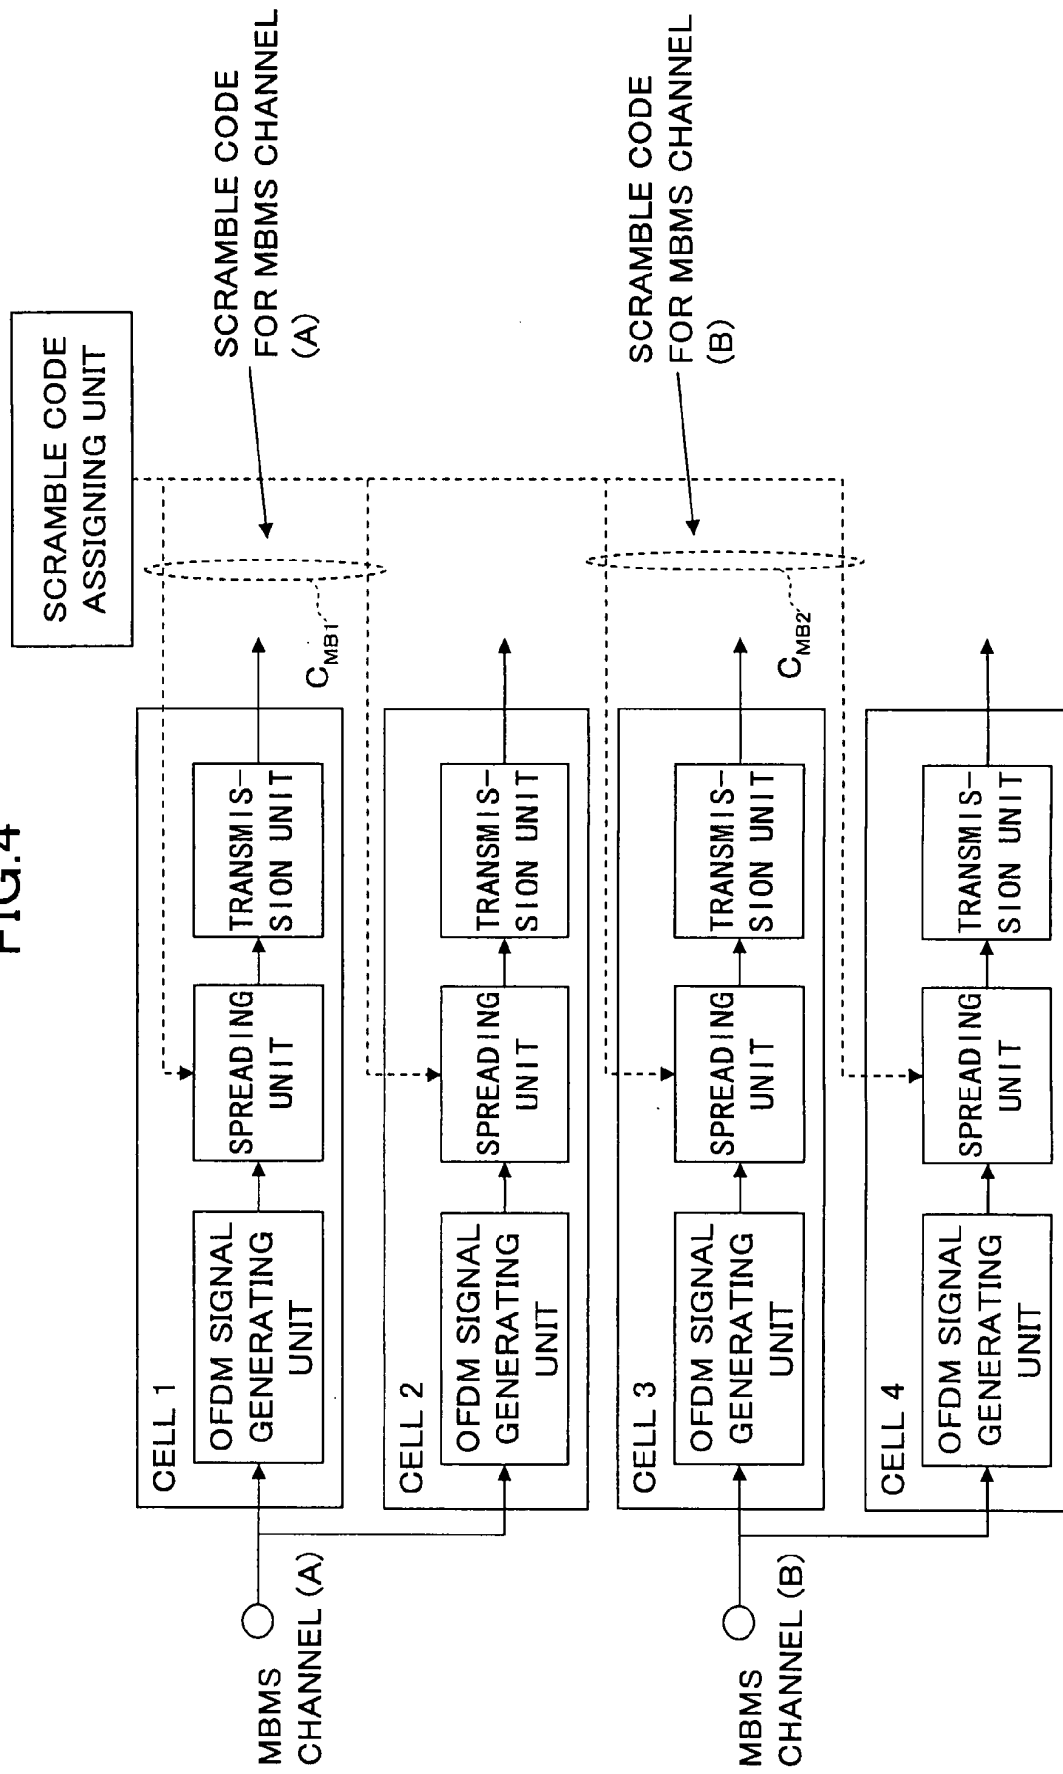 FIG.4
SCRAMBLE CODE
ASSIGNING UNIT
SCRAMBLE CODE
FOR MBMS CHANNEL
(A)
SCRAMBLE CODE
FOR MBMS CHANNEL
(B)
CMB1
CMB2
MBMS
CHANNEL (A)
CELL 1
OFDM SIGNAL
GENERATING
UNIT
SPREADING
UNIT
TRANSMIS-
SION UNIT
CELL 2
OFDM SIGNAL
GENERATING
UNIT
SPREADING
UNIT
TRANSMIS-
SION UNIT
MBMS
CHANNEL (B)
CELL 3
OFDM SIGNAL
GENERATING
UNIT
SPREADING
UNIT
TRANSMIS-
SION UNIT
CELL 4
OFDM SIGNAL
GENERATING
UNIT
SPREADING
UNIT
TRANSMIS-
SION UNIT